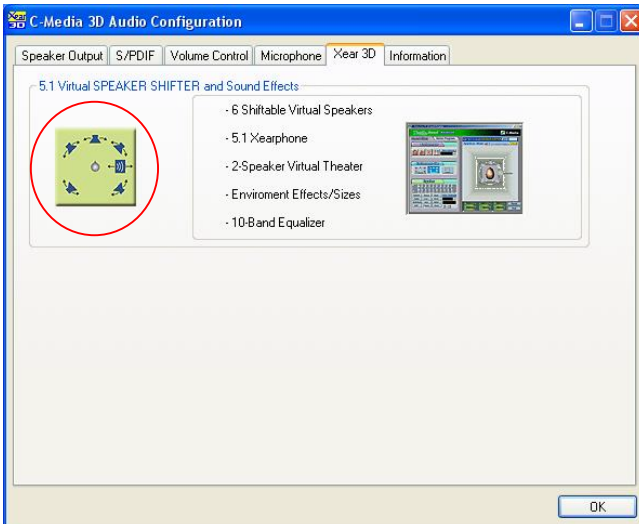 Xear 3D C-Media 3D Audio Configuration
Speaker Output S/PDIF Volume Control Microphone Xear 3D Information
5.1 Virtual SPEAKER SHIFTER and Sound Effects
- 6 Shiftable Virtual Speakers
- 5.1 Xearphone
- 2-Speaker Virtual Theater
- Enviroment Effects/Sizes
- 10-Band Equalizer
OK